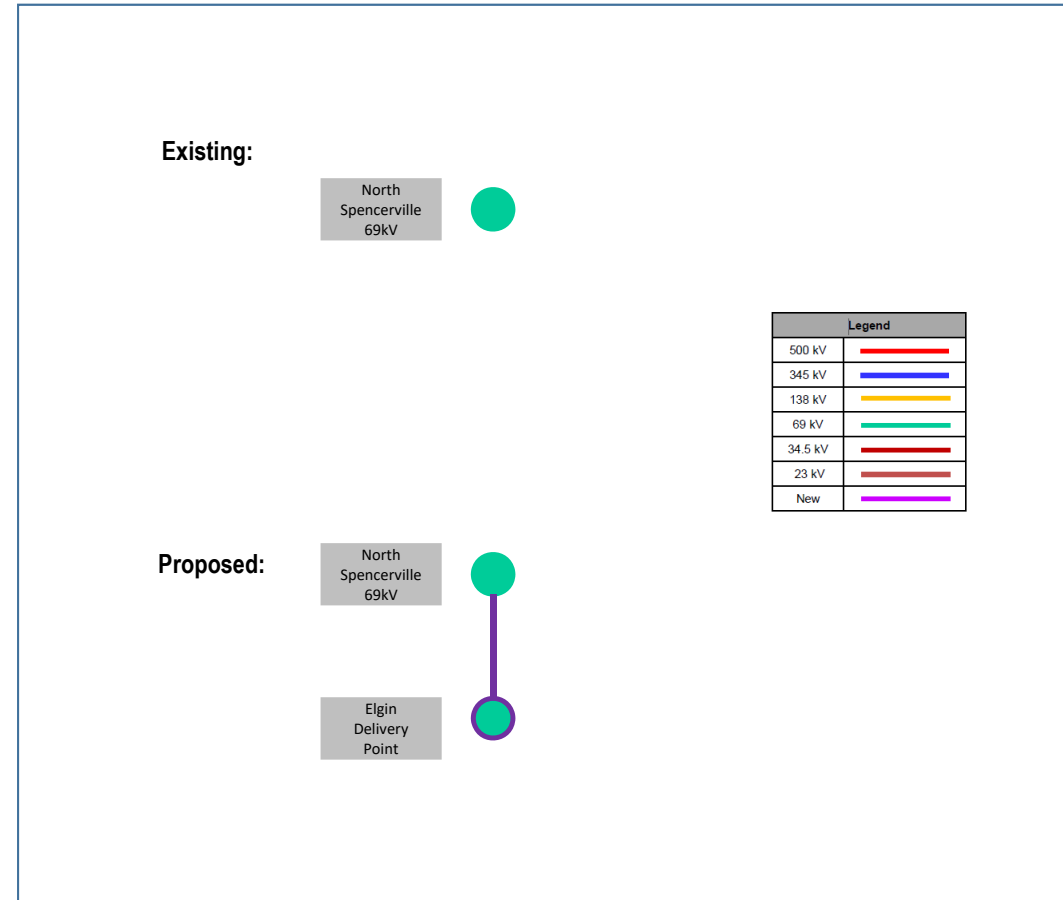 Existing:
North
Spencerville
69kV
Legend
500 kV
345 kV
138 kV
69 kV
34.5 kV
23 kV
New
Proposed:
North
Spencerville
69kV
Elgin
Delivery
Point